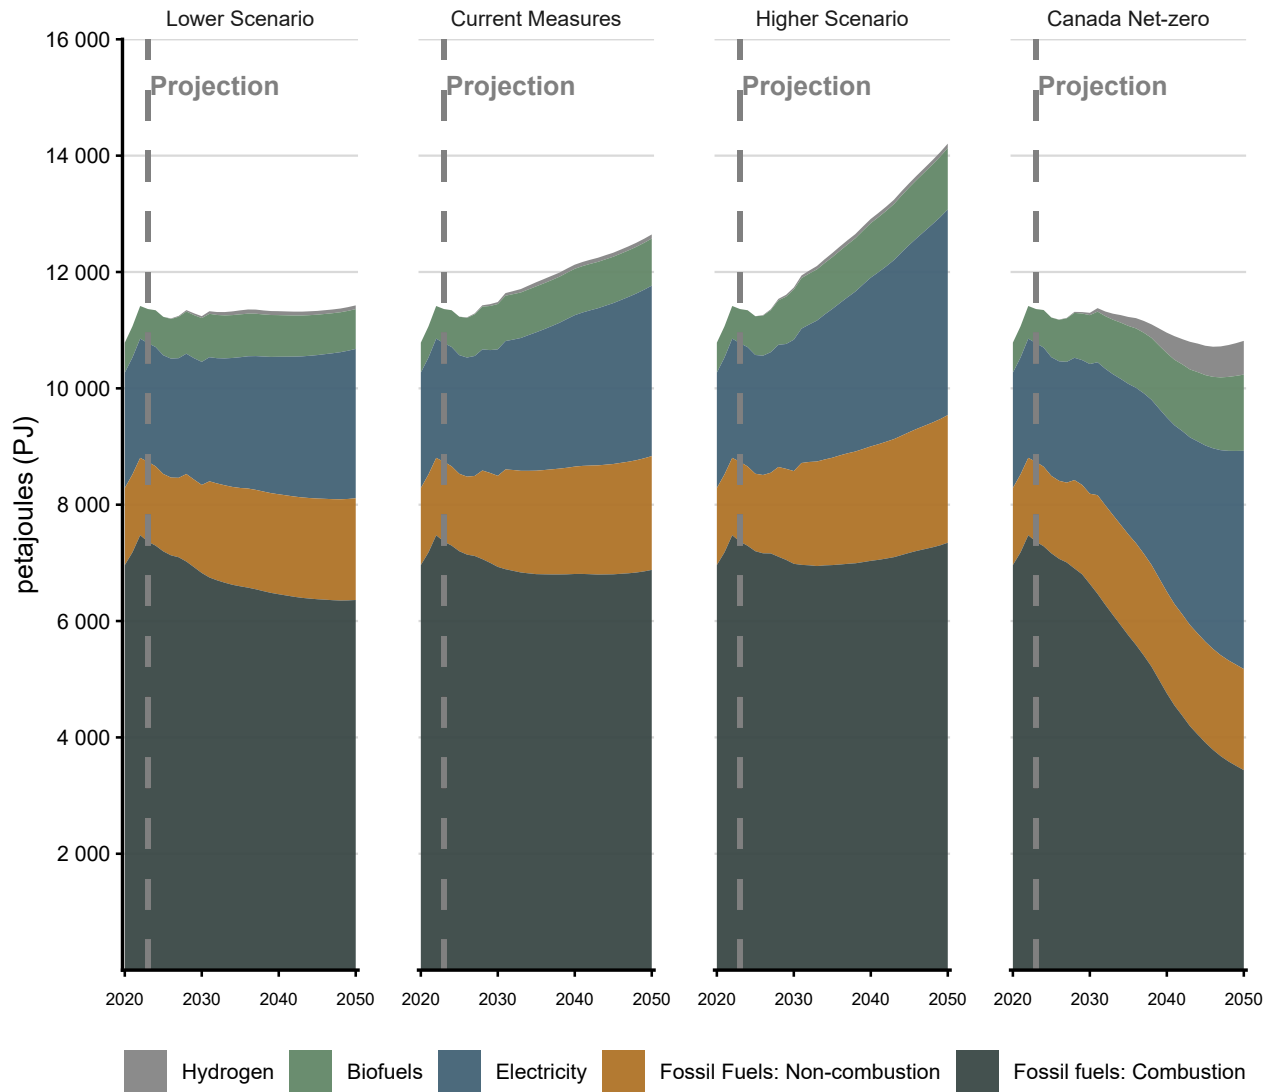 Lower Scenario Current Measures Higher Scenario Canada Net-zero
16 000
Projection Projection Projection Projection
14 000
12 000
10 000
8 000
6 000
4 000
2 000
petajoules (PJ)
2020 2030 2040 2050 2020 2030 2040 2050 2020 2030 2040 2050 2020 2030 2040 2050
Hydrogen Biofuels Electricity Fossil Fuels: Non-combustion Fossil fuels: Combustion